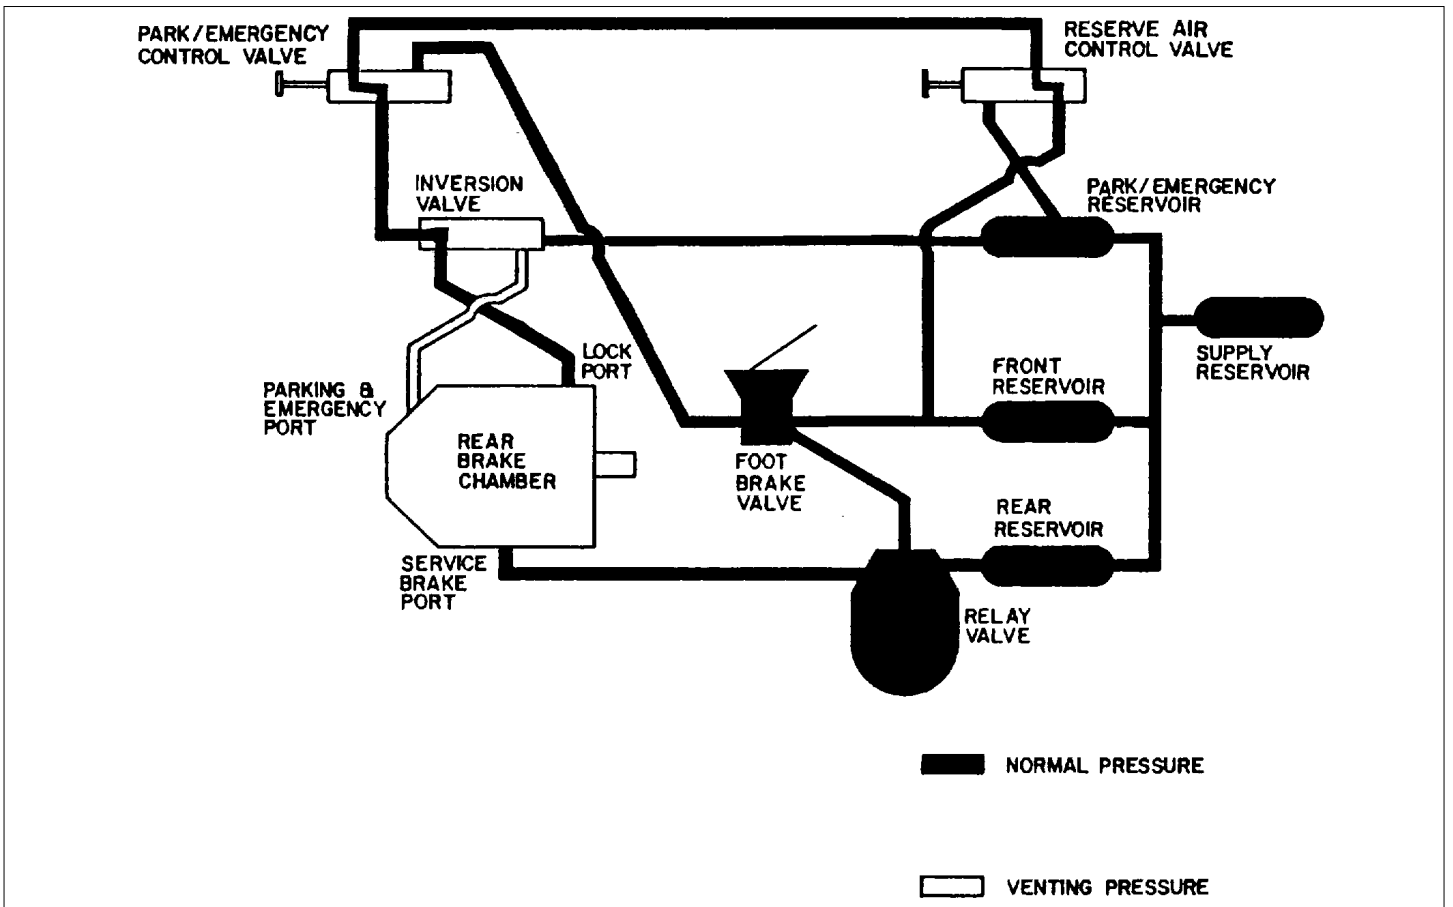 PARK/EMERGENCY
CONTROL VALVE
RESERVE AIR
CONTROL VALVE
INVERSION
VALVE
PARK/EMERGENCY
RESERVOIR
SUPPLY
RESERVOIR
LOCK
PORT
FRONT
RESERVOIR
PARKING &
EMERGENCY
PORT
REAR
BRAKE
CHAMBER
FOOT
BRAKE
VALVE
REAR
RESERVOIR
SERVICE
BRAKE
PORT
RELAY
VALVE
NORMAL PRESSURE
VENTING PRESSURE